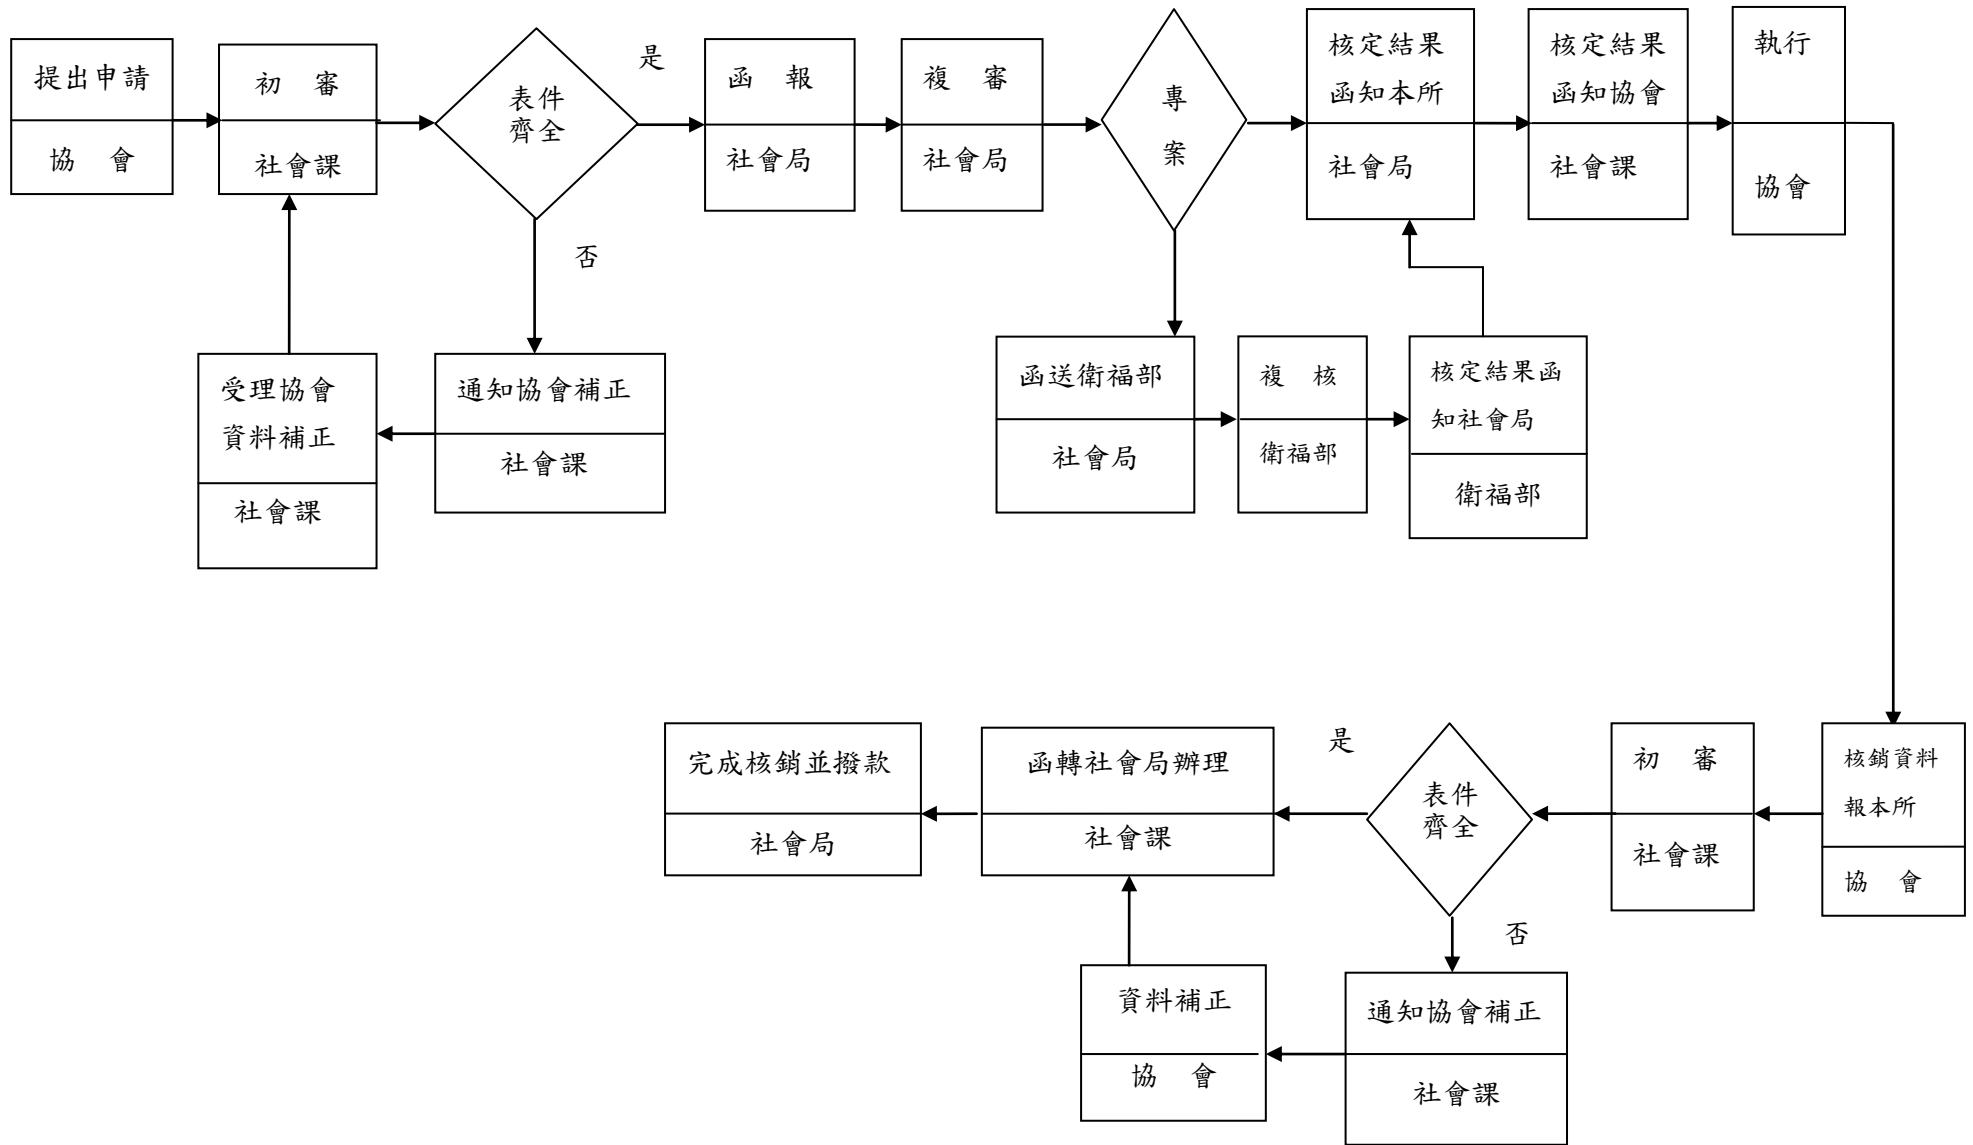 提出申請
協 會
初 審
社會課
表件
齊全
是
否
函 報
社會局
複 審
社會局
專
案
核定結果
函知本所
社會局
核定結果
函知協會
社會課
執行
協會
受理協會
資料補正
社會課
通知協會補正
社會課
函送衛福部
社會局
複 核
衛福部
核定結果函
知社會局
衛福部
完成核銷並撥款
社會局
函轉社會局辦理
社會課
是
表件
齊全
否
初 審
社會課
核銷資料
報本所
協 會
資料補正
協 會
通知協會補正
社會課